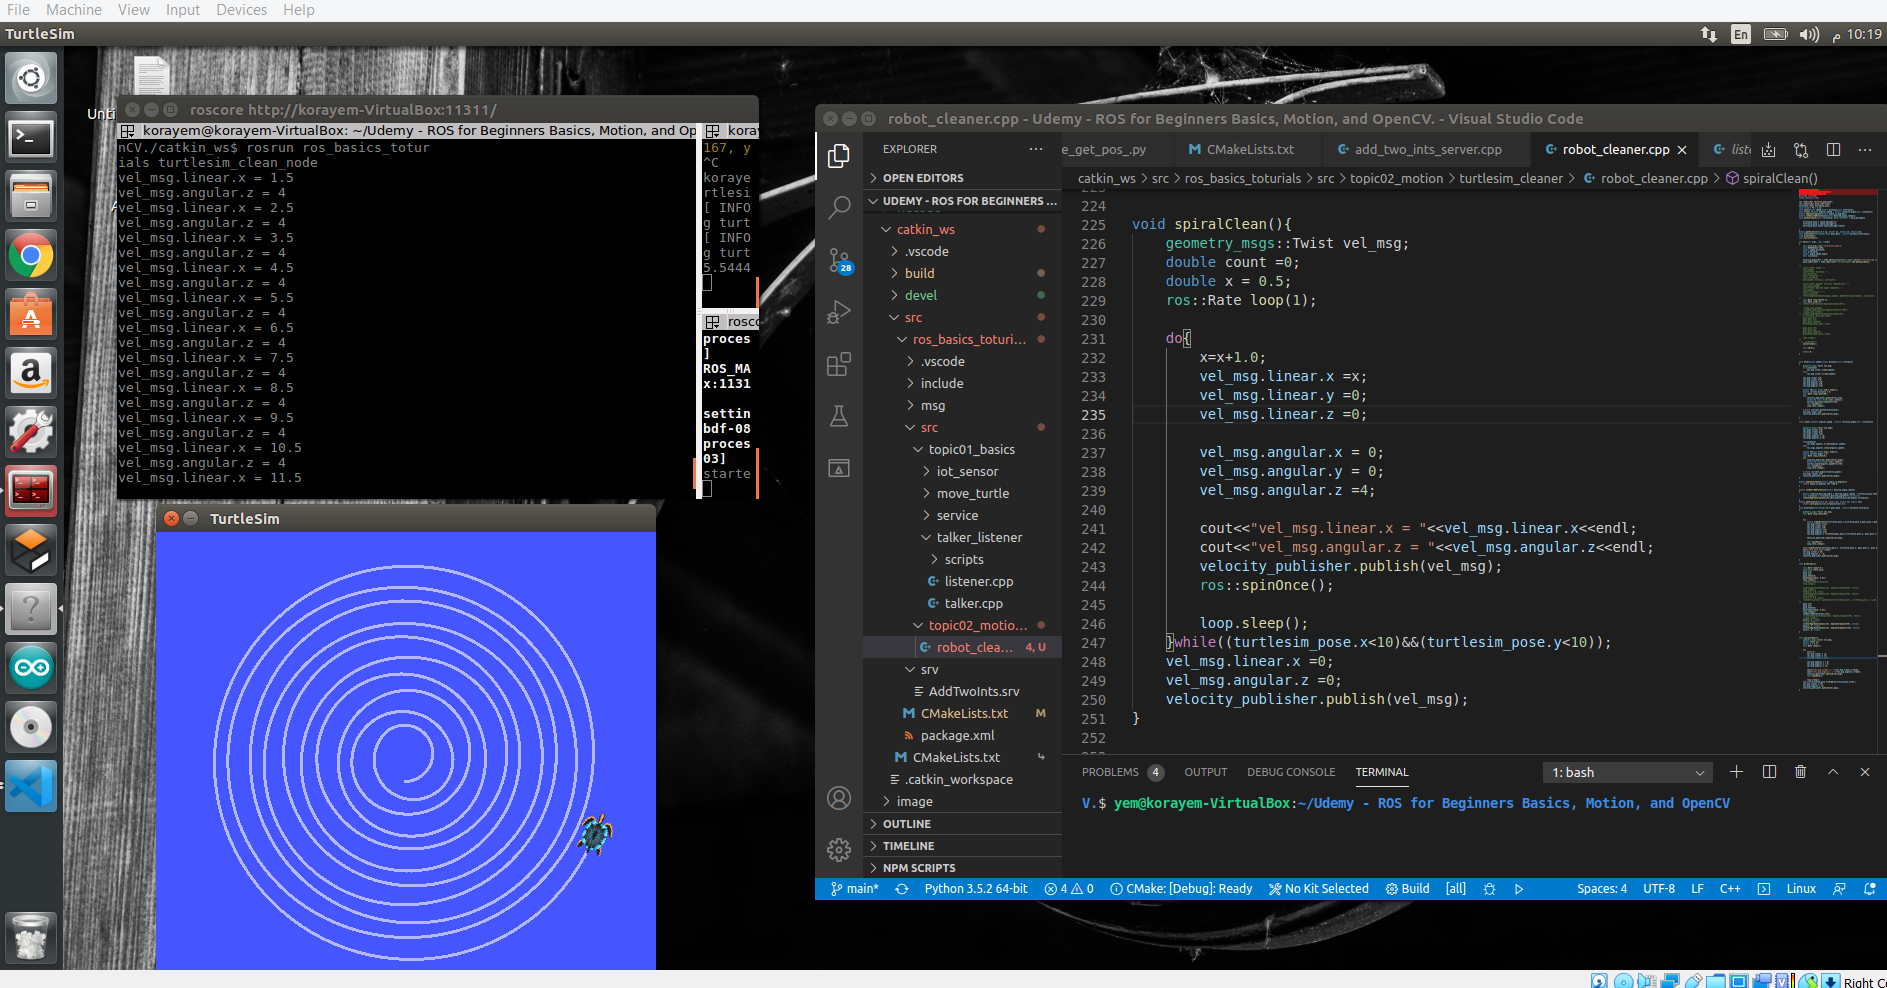 File Machine View Input Devices Help
TurtleSim
En
م 10:19
Unti
roscore http://korayem-VirtualBox:11311/
korayem@korayem-VirtualBox: ~/Udemy - ROS for Beginners Basics, Motion, and Op
nCV./catkin_ws$ rosrun ros_basics_totur
ials turtlesim_clean_node
vel_msg.linear.x = 1.5
vel_msg.angular.z = 4
vel_msg.linear.x = 2.5
vel_msg.angular.z = 4
vel_msg.linear.x = 3.5
vel_msg.angular.z = 4
vel_msg.linear.x = 4.5
vel_msg.angular.z = 4
vel_msg.linear.x = 5.5
vel_msg.angular.z = 4
vel_msg.linear.x = 6.5
vel_msg.angular.z = 4
vel_msg.linear.x = 7.5
vel_msg.angular.z = 4
vel_msg.linear.x = 8.5
vel_msg.angular.z = 4
vel_msg.linear.x = 9.5
vel_msg.angular.z = 4
vel_msg.linear.x = 10.5
vel_msg.angular.z = 4
vel_msg.linear.x = 11.5
koray
167, y
^C
koraye
rtlesi
[ INFO
g turt
[ INFO
g turt
5.5444
rosco
proces
]
ROS_MA
x:1131
settin
bdf-08
proces
03]
starte
TurtleSim
robot_cleaner.cpp - Udemy - ROS for Beginners Basics, Motion, and OpenCV. - Visual Studio Code
EXPLORER
OPEN EDITORS
UDEMY - ROS FOR BEGINNERS ...
catkin_ws
.vscode
build
devel
src
ros_basics_toturi...
.vscode
include
msg
src
topic01_basics
iot_sensor
move_turtle
service
talker_listener
scripts
listener.cpp
talker.cpp
topic02_motio...
robot_clea... 4, U
srv
AddTwoInts.srv
CMakeLists.txt M
package.xml
CMakeLists.txt
.catkin_workspace
image
OUTLINE
TIMELINE
NPM SCRIPTS
28
e_get_pos_.py CMakeLists.txt add_two_ints_server.cpp robot_cleaner.cpp liste
catkin_ws > src > ros_basics_toturials > src > topic02_motion > turtlesim_cleaner > robot_cleaner.cpp > spiralClean()
224
225 void spiralClean(){
226 geometry_msgs::Twist vel_msg;
227 double count =0;
228 double x = 0.5;
229 ros::Rate loop(1);
230
231 do{
232 x=x+1.0;
233 vel_msg.linear.x =x;
234 vel_msg.linear.y =0;
235 vel_msg.linear.z =0;
236
237 vel_msg.angular.x = 0;
238 vel_msg.angular.y = 0;
239 vel_msg.angular.z =4;
240
241 cout<<"vel_msg.linear.x = "<<vel_msg.linear.x<<endl;
242 cout<<"vel_msg.angular.z = "<<vel_msg.angular.z<<endl;
243 velocity_publisher.publish(vel_msg);
244 ros::spinOnce();
245
246 loop.sleep();
247 }while((turtlesim_pose.x<10)&&(turtlesim_pose.y<10));
248 vel_msg.linear.x =0;
249 vel_msg.angular.z =0;
250 velocity_publisher.publish(vel_msg);
251 }
252
PROBLEMS 4 OUTPUT DEBUG CONSOLE TERMINAL 1: bash
V.$ yem@korayem-VirtualBox:~/Udemy - ROS for Beginners Basics, Motion, and OpenCV
main* Python 3.5.2 64-bit 4 0 CMake: [Debug]: Ready No Kit Selected Build [all] Spaces: 4 UTF-8 LF C++ Linux
Right C